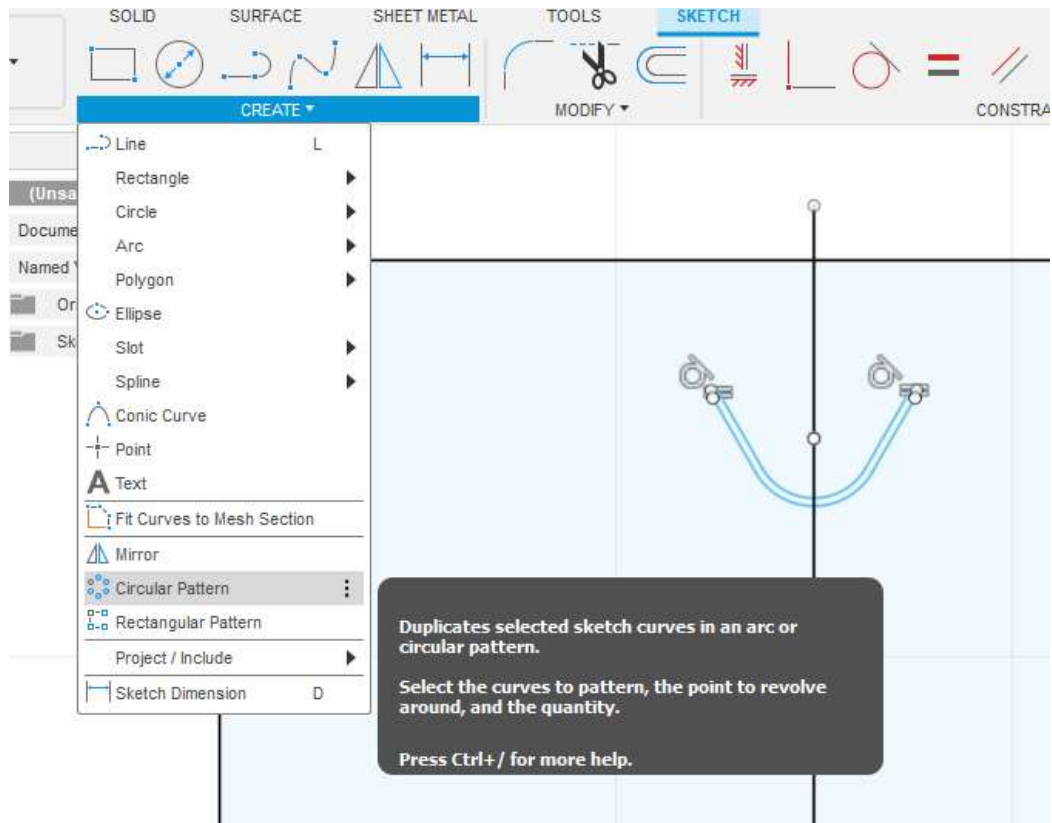 SOLID SURFACE SHEET METAL TOOLS SKETCH
CREATE MODIFY CONSTRA
(Unsa
Docume
Named
Or
Sk
Line L
Rectangle
Circle
Arc
Polygon
Ellipse
Slot
Spline
Conic Curve
Point
A Text
Fit Curves to Mesh Section
Mirror
Circular Pattern
Rectangular Pattern
Project / Include
Sketch Dimension D
Duplicates selected sketch curves in an arc or
circular pattern.
Select the curves to pattern, the point to revolve
around, and the quantity.
Press Ctrl+/ for more help.